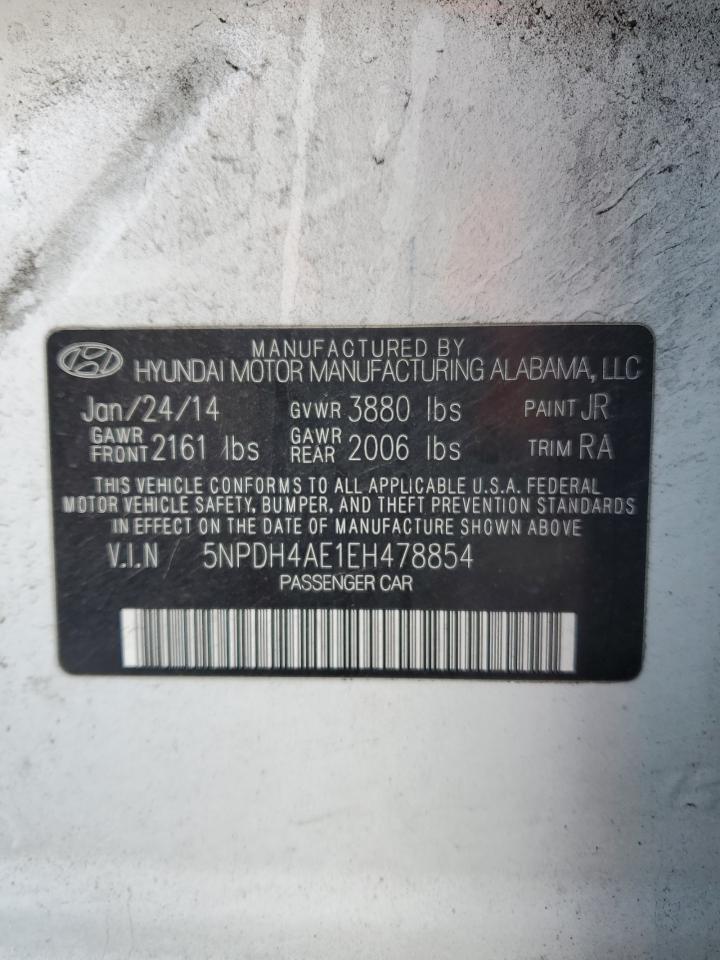 MANUFACTURED BY
HYUNDAI MOTOR MANUFACTURING ALABAMA, LLC
Jan/24/14 GVWR 3880 lbs PAINT JR
GAWR FRONT 2161 lbs GAWR REAR 2006 lbs TRIM RA
THIS VEHICLE CONFORMS TO ALL APPLICABLE U.S.A. FEDERAL
MOTOR VEHICLE SAFETY, BUMPER, AND THEFT PREVENTION STANDARDS
IN EFFECT ON THE DATE OF MANUFACTURE SHOWN ABOVE
V.I.N 5NPDH4AE1EH478854
PASSENGER CAR